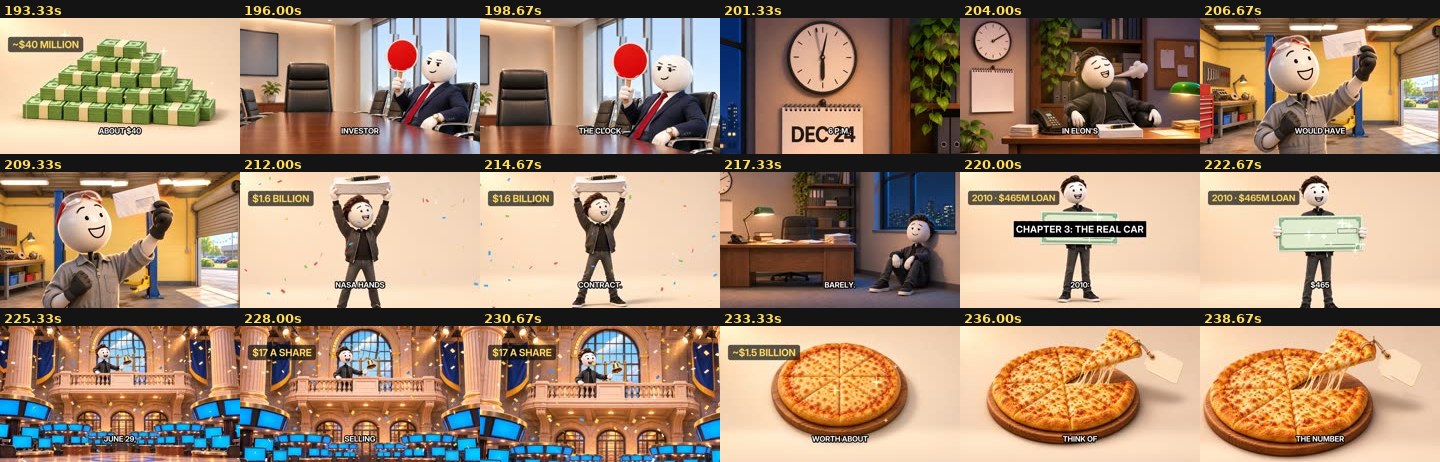 193.33s
~$40 MILLION
ABOUT $40
196.00s
INVESTOR
198.67s
THE CLOCK
201.33s
DEC 24
6 P.M.
204.00s
IN ELON'S
206.67s
WOULD HAVE
209.33s
212.00s
$1.6 BILLION
NASA HANDS
214.67s
$1.6 BILLION
CONTRACT.
217.33s
BARELY.
220.00s
2010 · $465M LOAN
CHAPTER 3: THE REAL CAR
2010:
222.67s
2010 · $465M LOAN
$465
225.33s
JUNE 29,
228.00s
$17 A SHARE
SELLING
230.67s
$17 A SHARE
233.33s
~$1.5 BILLION
WORTH ABOUT
236.00s
THINK OF
238.67s
THE NUMBER